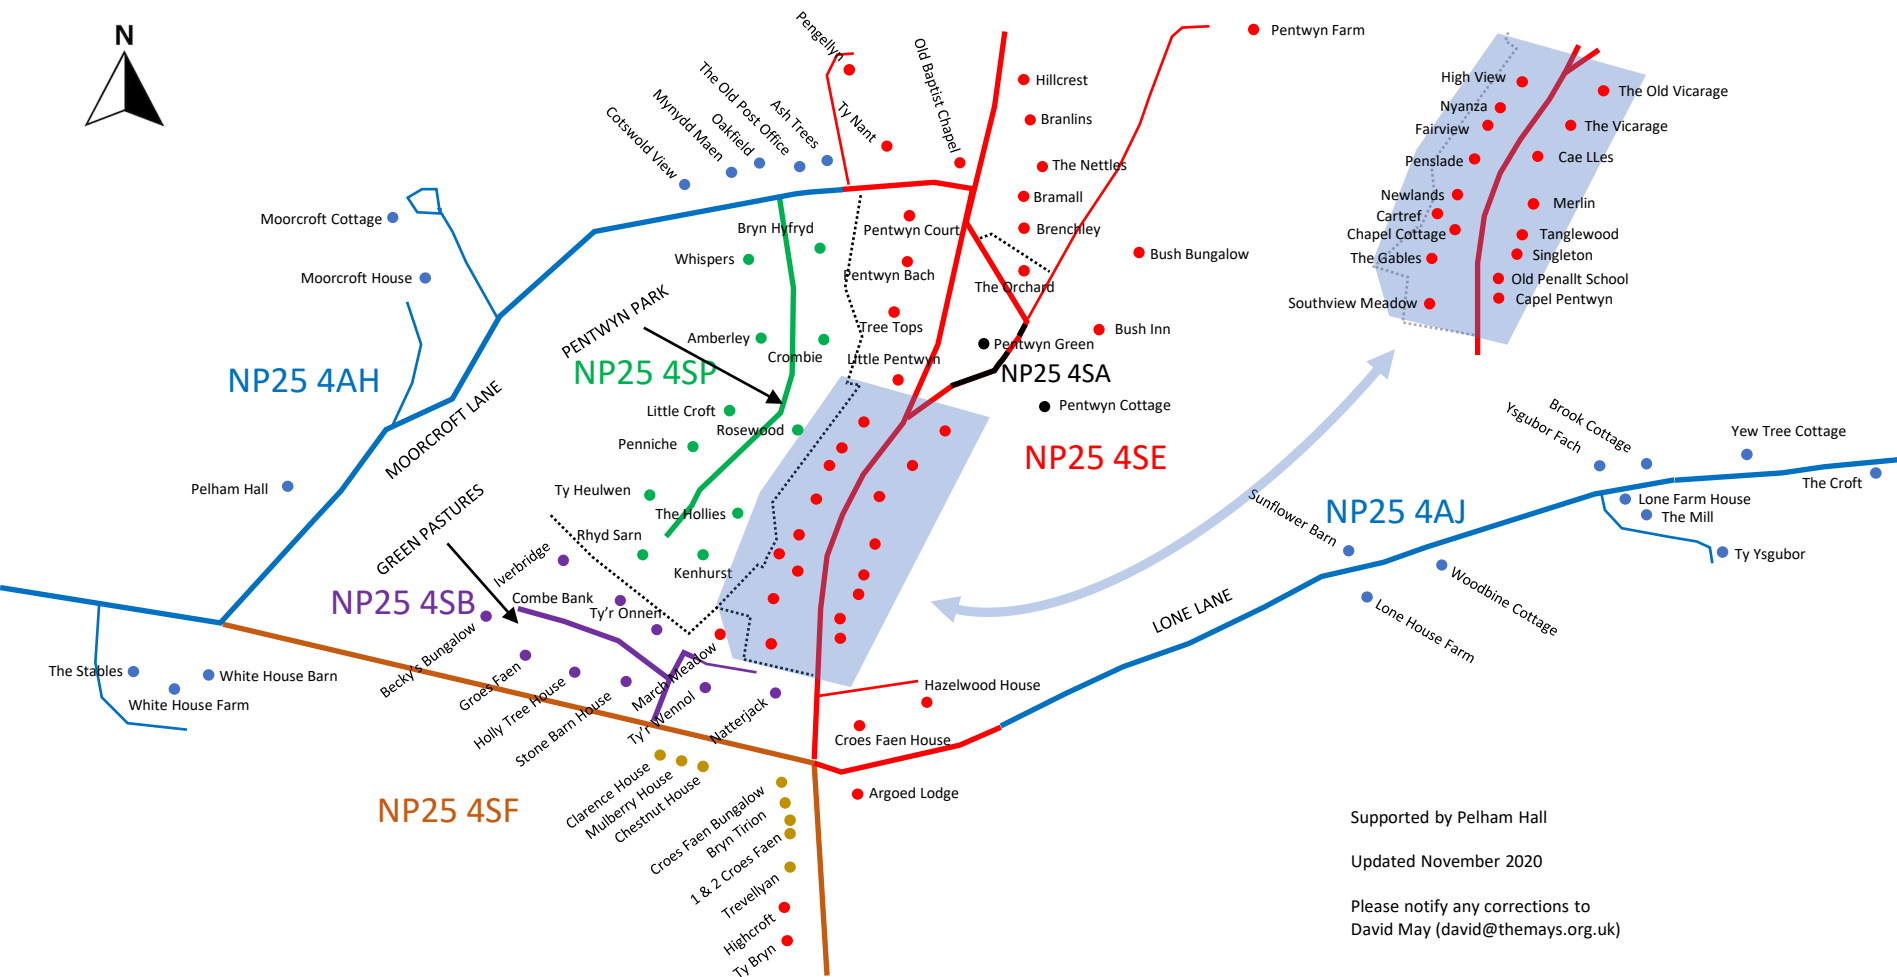 N
Pengellyn
Old Baptist Chapel
Pentwyn Farm
Hillcrest
Branlins
The Nettles
Bramall
Brenchley
Ty Nant
Ash Trees
The Old Post Office
Oakfield
Mynydd Maen
Cotswold View
High View
Nyanza
Fairview
Penslade
Newlands
Cartref
Chapel Cottage
The Gables
Southview Meadow
The Old Vicarage
The Vicarage
Cae LLes
Merlin
Tanglewood
Singleton
Old Penallt School
Capel Pentwyn
Moorcroft Cottage
Moorcroft House
Bryn Hyfryd
Whispers
Pentwyn Court
Pentwyn Bach
Bush Bungalow
The Orchard
PENTWYN PARK
Tree Tops
Bush Inn
Amberley
Crombie
Little Pentwyn
Pentwyn Green
NP25 4AH
NP25 4SP
NP25 4SA
Pentwyn Cottage
MOORCROFT LANE
Little Croft
Rosewood
Penniche
NP25 4SE
Pelham Hall
Ty Heulwen
The Hollies
Rhyd Sarn
Kenhurst
GREEN PASTURES
Iverbridge
NP25 4SB
Combe Bank
Ty'r Onnen
Becky's Bungalow
Groes Faen
Holly Tree House
Stone Barn House
March Meadow
Ty'r Wennol
Natterjack
The Stables
White House Barn
White House Farm
Brook Cottage
Ysgubor Fach
Yew Tree Cottage
The Croft
Lone Farm House
The Mill
Ty Ysgubor
Sunflower Barn
NP25 4AJ
Woodbine Cottage
Lone House Farm
LONE LANE
Hazelwood House
Croes Faen House
Argoed Lodge
NP25 4SF
Clarence House
Mulberry House
Chestnut House
Croes Faen Bungalow
Bryn Tirion
1 & 2 Croes Faen
Trevellyan
Highcroft
Ty Bryn
Supported by Pelham Hall
Updated November 2020
Please notify any corrections to
David May (david@themays.org.uk)